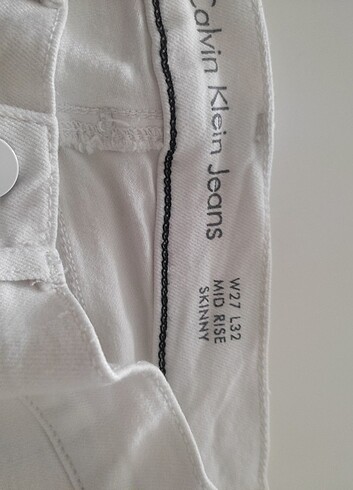 Calvin Klein Jeans
W27 L32
MID RISE
SKINNY